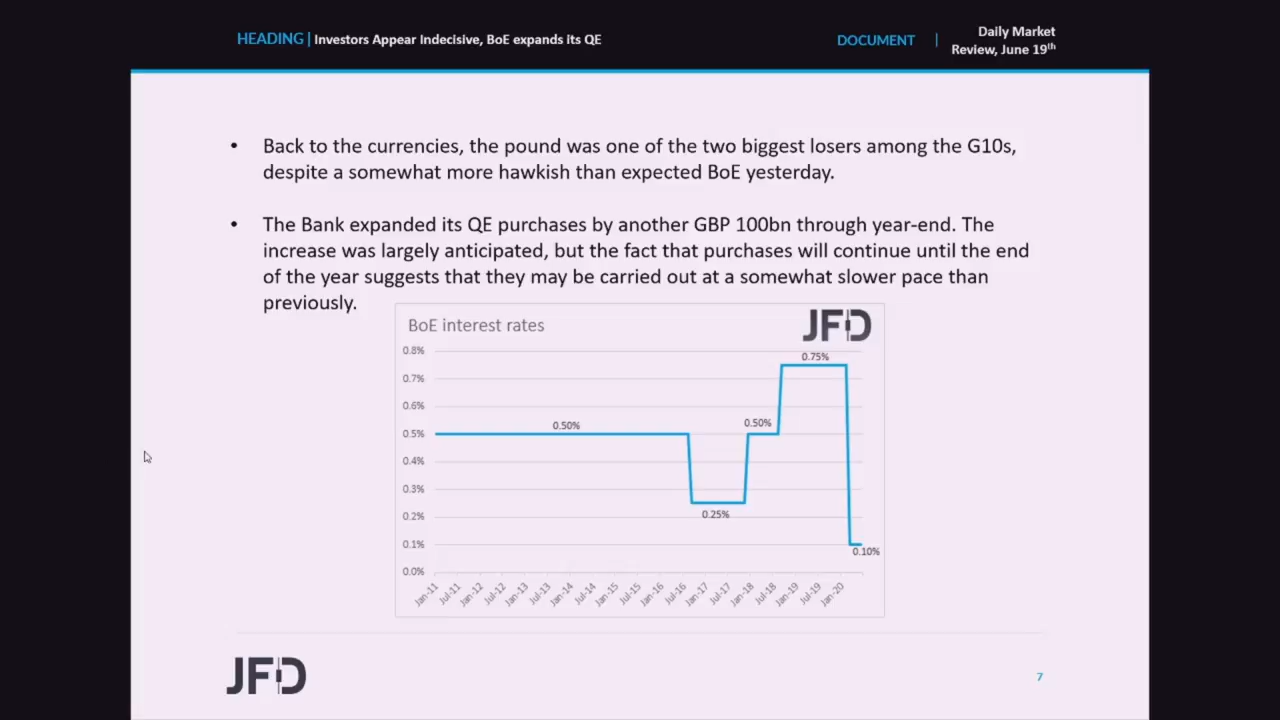 HEADING | Investors Appear Indecisive, BoE expands its QE
DOCUMENT | Daily Market
Review, June 19th
• Back to the currencies, the pound was one of the two biggest losers among the G10s,
despite a somewhat more hawkish than expected BoE yesterday.
• The Bank expanded its QE purchases by another GBP 100bn through year-end. The
increase was largely anticipated, but the fact that purchases will continue until the end
of the year suggests that they may be carried out at a somewhat slower pace than
previously.
BoE interest rates
JFD
0.8%
0.7%
0.6%
0.5%
0.4%
0.3%
0.2%
0.1%
0.0%
0.50%
0.25%
0.50%
0.75%
0.10%
Jan-11
Jul-11
Jan-12
Jul-12
Jan-13
Jul-13
Jan-14
Jul-14
Jan-15
Jul-15
Jan-16
Jul-16
Jan-17
Jul-17
Jan-18
Jul-18
Jan-19
Jul-19
Jan-20
JFD
7